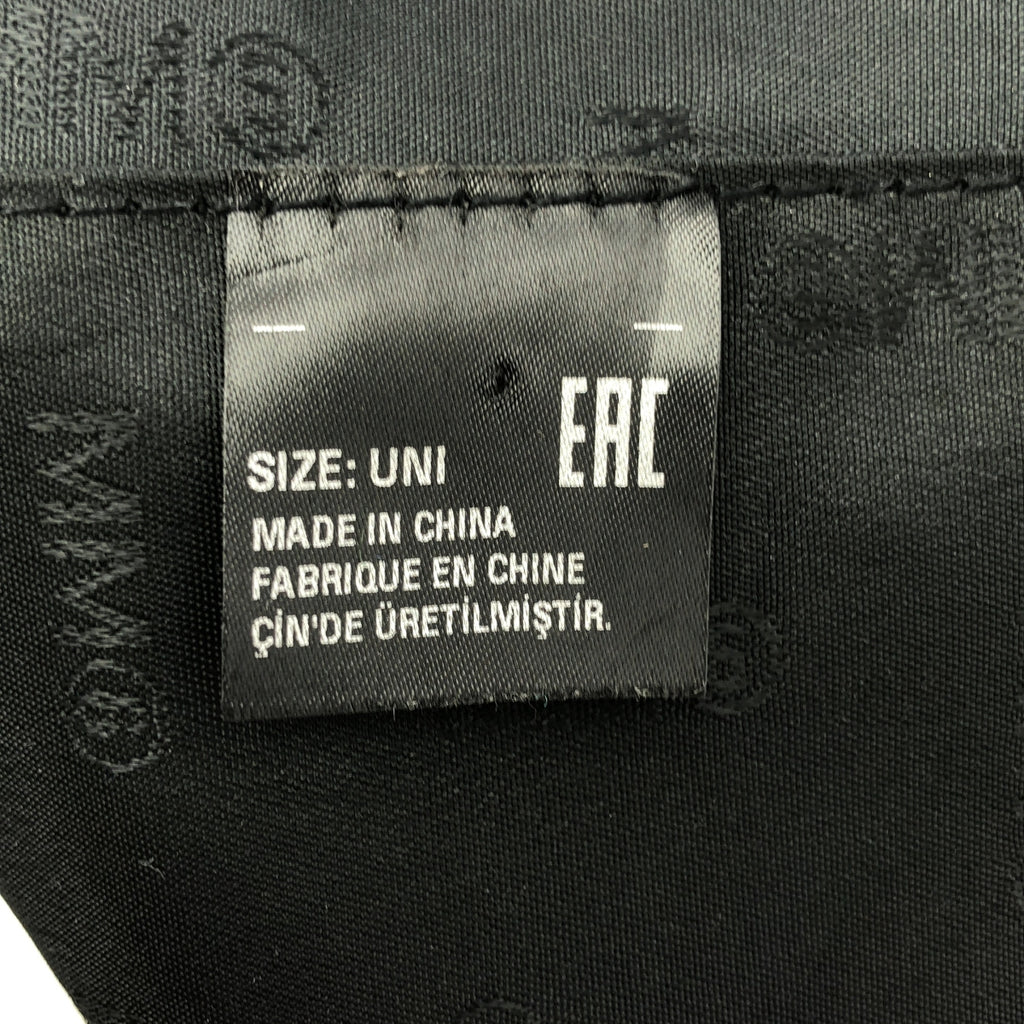 EAC
SIZE: UNI
MADE IN CHINA
FABRIQUE EN CHINE
ÇİN'DE ÜRETİLMİŞTİR.